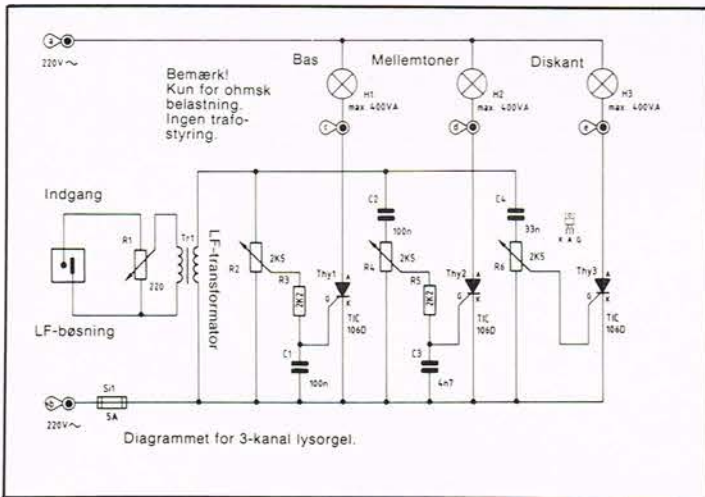 a
220V ~
Bas
Mellemtoner
Diskant
Bemærk!
Kun for ohmsk
belastning.
Ingen trafo-
styring.
H1
max. 400VA
H2
max. 400VA
H3
max. 400VA
c
d
e
Indgang
R1
220
Tr1
LF-transformator
LF-bøsning
R2
2K5
R3
2K2
C1
100n
Thy1
A
G
K
TIC
106D
C2
100n
R4
2K5
R5
2K2
C3
4n7
Thy2
A
G
K
TIC
106D
C4
33n
R6
2K5
K A G
Thy3
A
G
K
TIC
106D
b
220V ~
Si1
5A
Diagrammet for 3-kanal lysorgel.